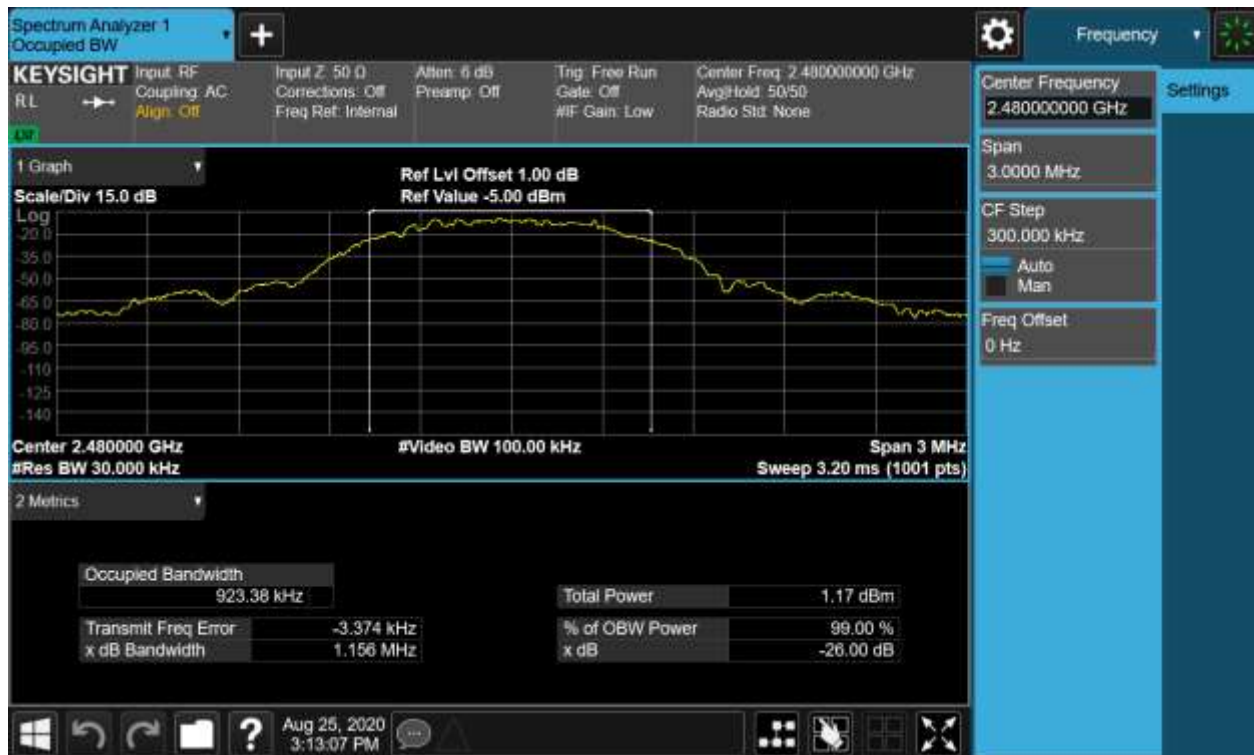 Spectrum Analyzer 1
Occupied BW
+
Frequency
KEYSIGHT
RL
Input: RF
Coupling: AC
Align: Off
Input Z: 50 Ω
Corrections: Off
Freq Ref: Internal
Atten: 6 dB
Preamp: Off
Trig: Free Run
Gate: Off
#IF Gain: Low
Center Freq: 2.480000000 GHz
Avg|Hold: 50/50
Radio Std: None
Center Frequency
2.480000000 GHz
Settings
Span
3.0000 MHz
CF Step
300.000 kHz
Auto
Man
Freq Offset
0 Hz
1 Graph
Scale/Div 15.0 dB
Ref Lvl Offset 1.00 dB
Ref Value -5.00 dBm
Log
-20.0
-35.0
-50.0
-65.0
-80.0
-95.0
-110
-125
-140
Center 2.480000 GHz
#Video BW 100.00 kHz
Span 3 MHz
#Res BW 30.000 kHz
Sweep 3.20 ms (1001 pts)
2 Metrics
Occupied Bandwidth
923.38 kHz
Total Power 1.17 dBm
Transmit Freq Error -3.374 kHz
% of OBW Power 99.00 %
x dB Bandwidth 1.156 MHz
x dB -26.00 dB
?
Aug 25, 2020
3:13:07 PM